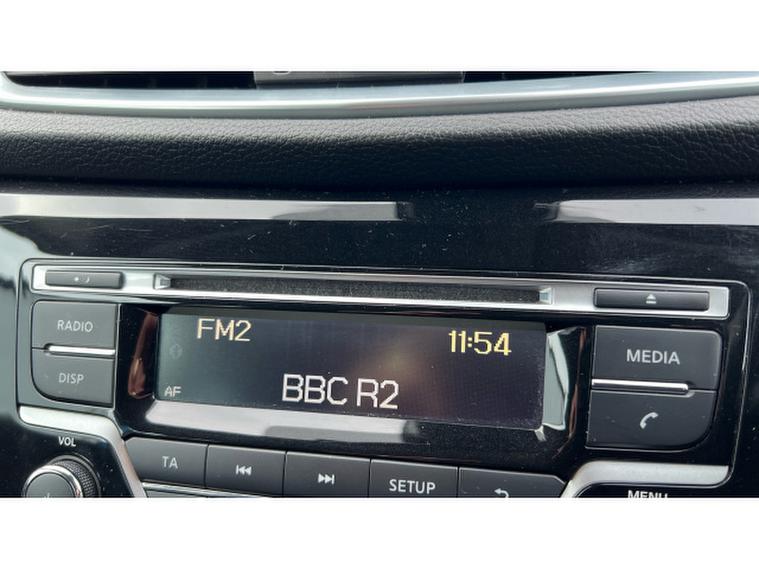 RADIO
DISP
FM2
11:54
AF
BBC R2
MEDIA
VOL
TA
SETUP
MENU